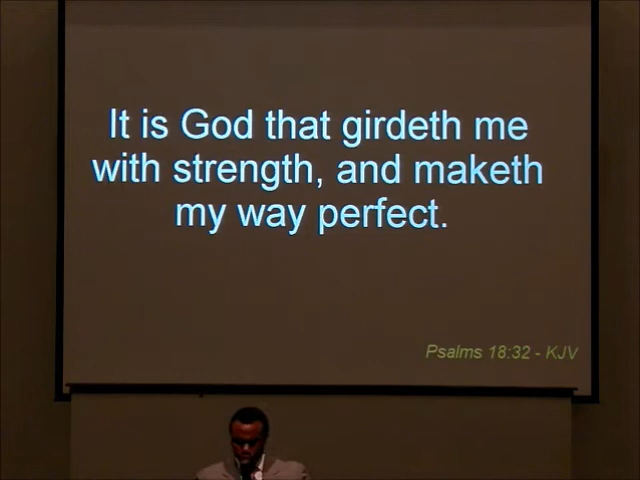 It is God that girdeth me
with strength, and maketh
my way perfect.
Psalms 18:32 - KJV